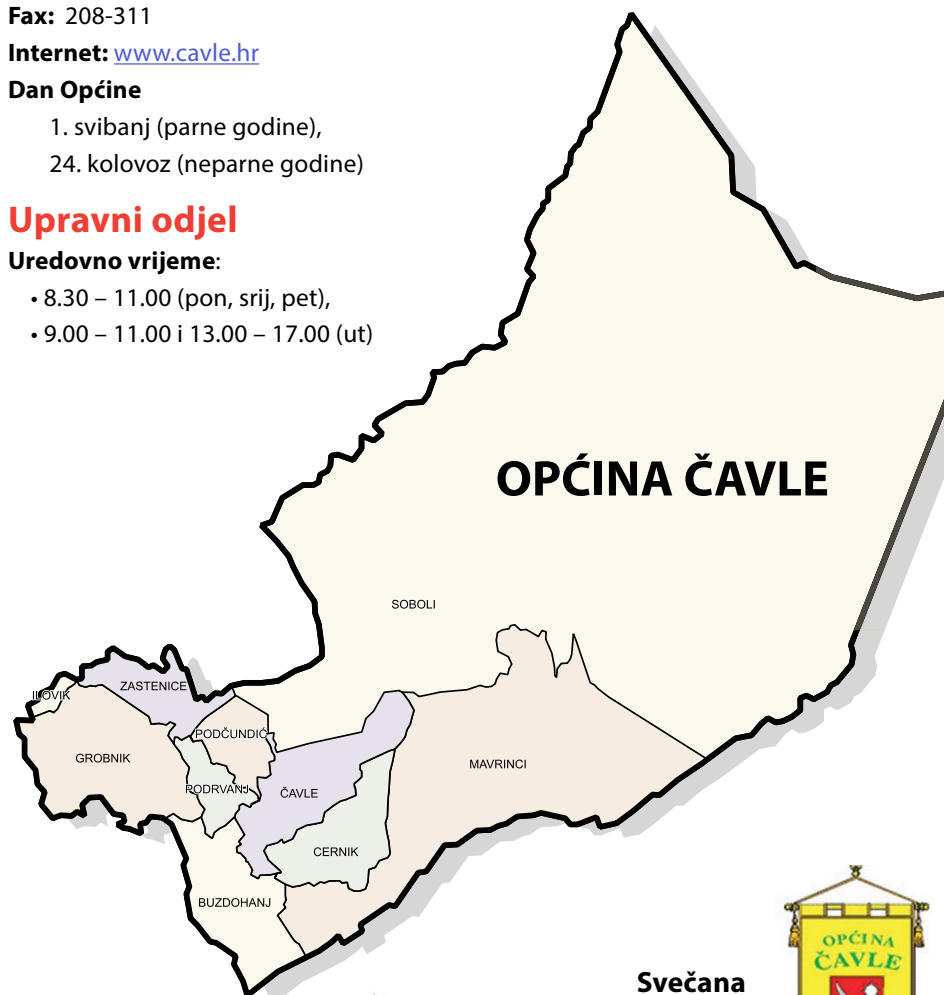 Fax: 208-311
Internet: www.cavle.hr
Dan Općine
1. svibanj (parne godine),
24. kolovoz (neparne godine)
Upravni odjel
Uredovno vrijeme:
• 8.30 – 11.00 (pon, srij, pet),
• 9.00 – 11.00 i 13.00 – 17.00 (ut)
OPĆINA ČAVLE
SOBOLI
ZASTENICE
ILOVIK
PODČUNDIĆ
GROBNIK
MAVRINCI
PODRVANJ
ČAVLE
CERNIK
BUZDOHANJ
OPĆINA
ČAVLE
Svečana